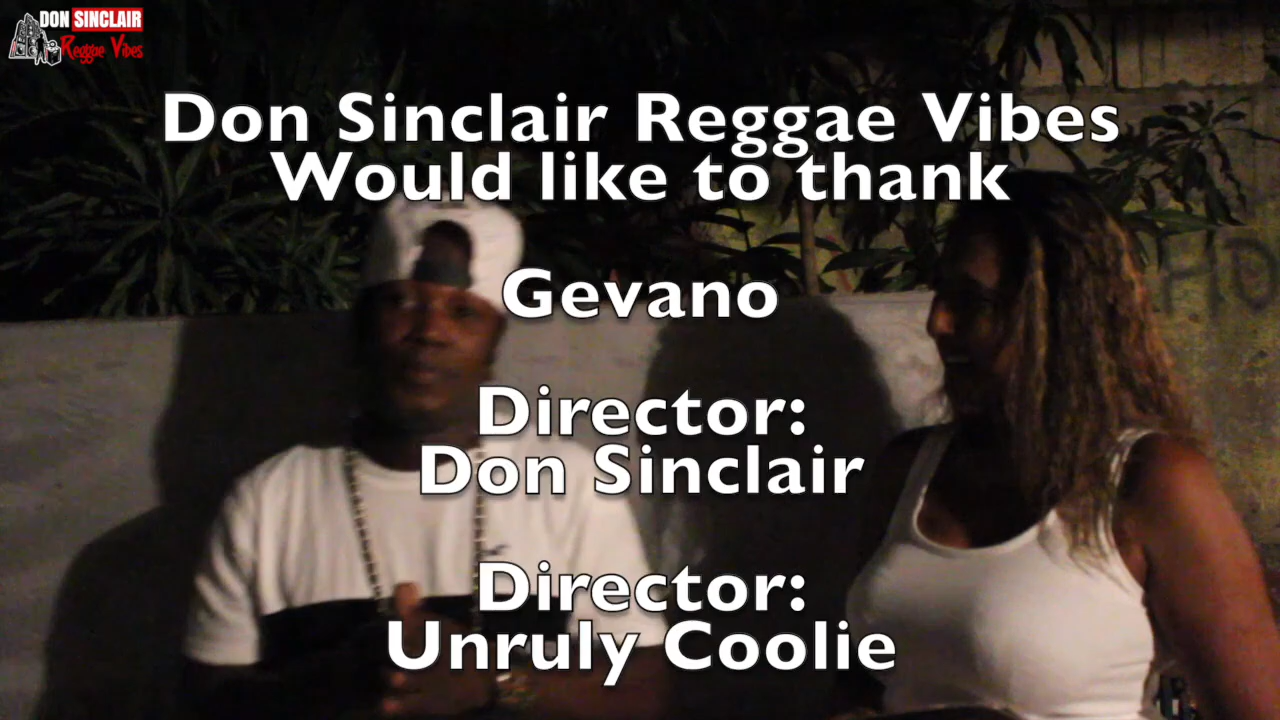 DON SINCLAIR
Reggae Vibes
Don Sinclair Reggae Vibes
Would like to thank
Gevano
Director:
Don Sinclair
Director:
Unruly Coolie